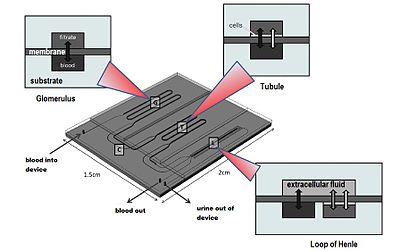 filtrate
membrane
blood
substrate
Glomerulus
cells
Tubule
G
T
C
L
blood into
device
1.5cm
2cm
blood out
urine out of
device
extracellular fluid
Loop of Henle